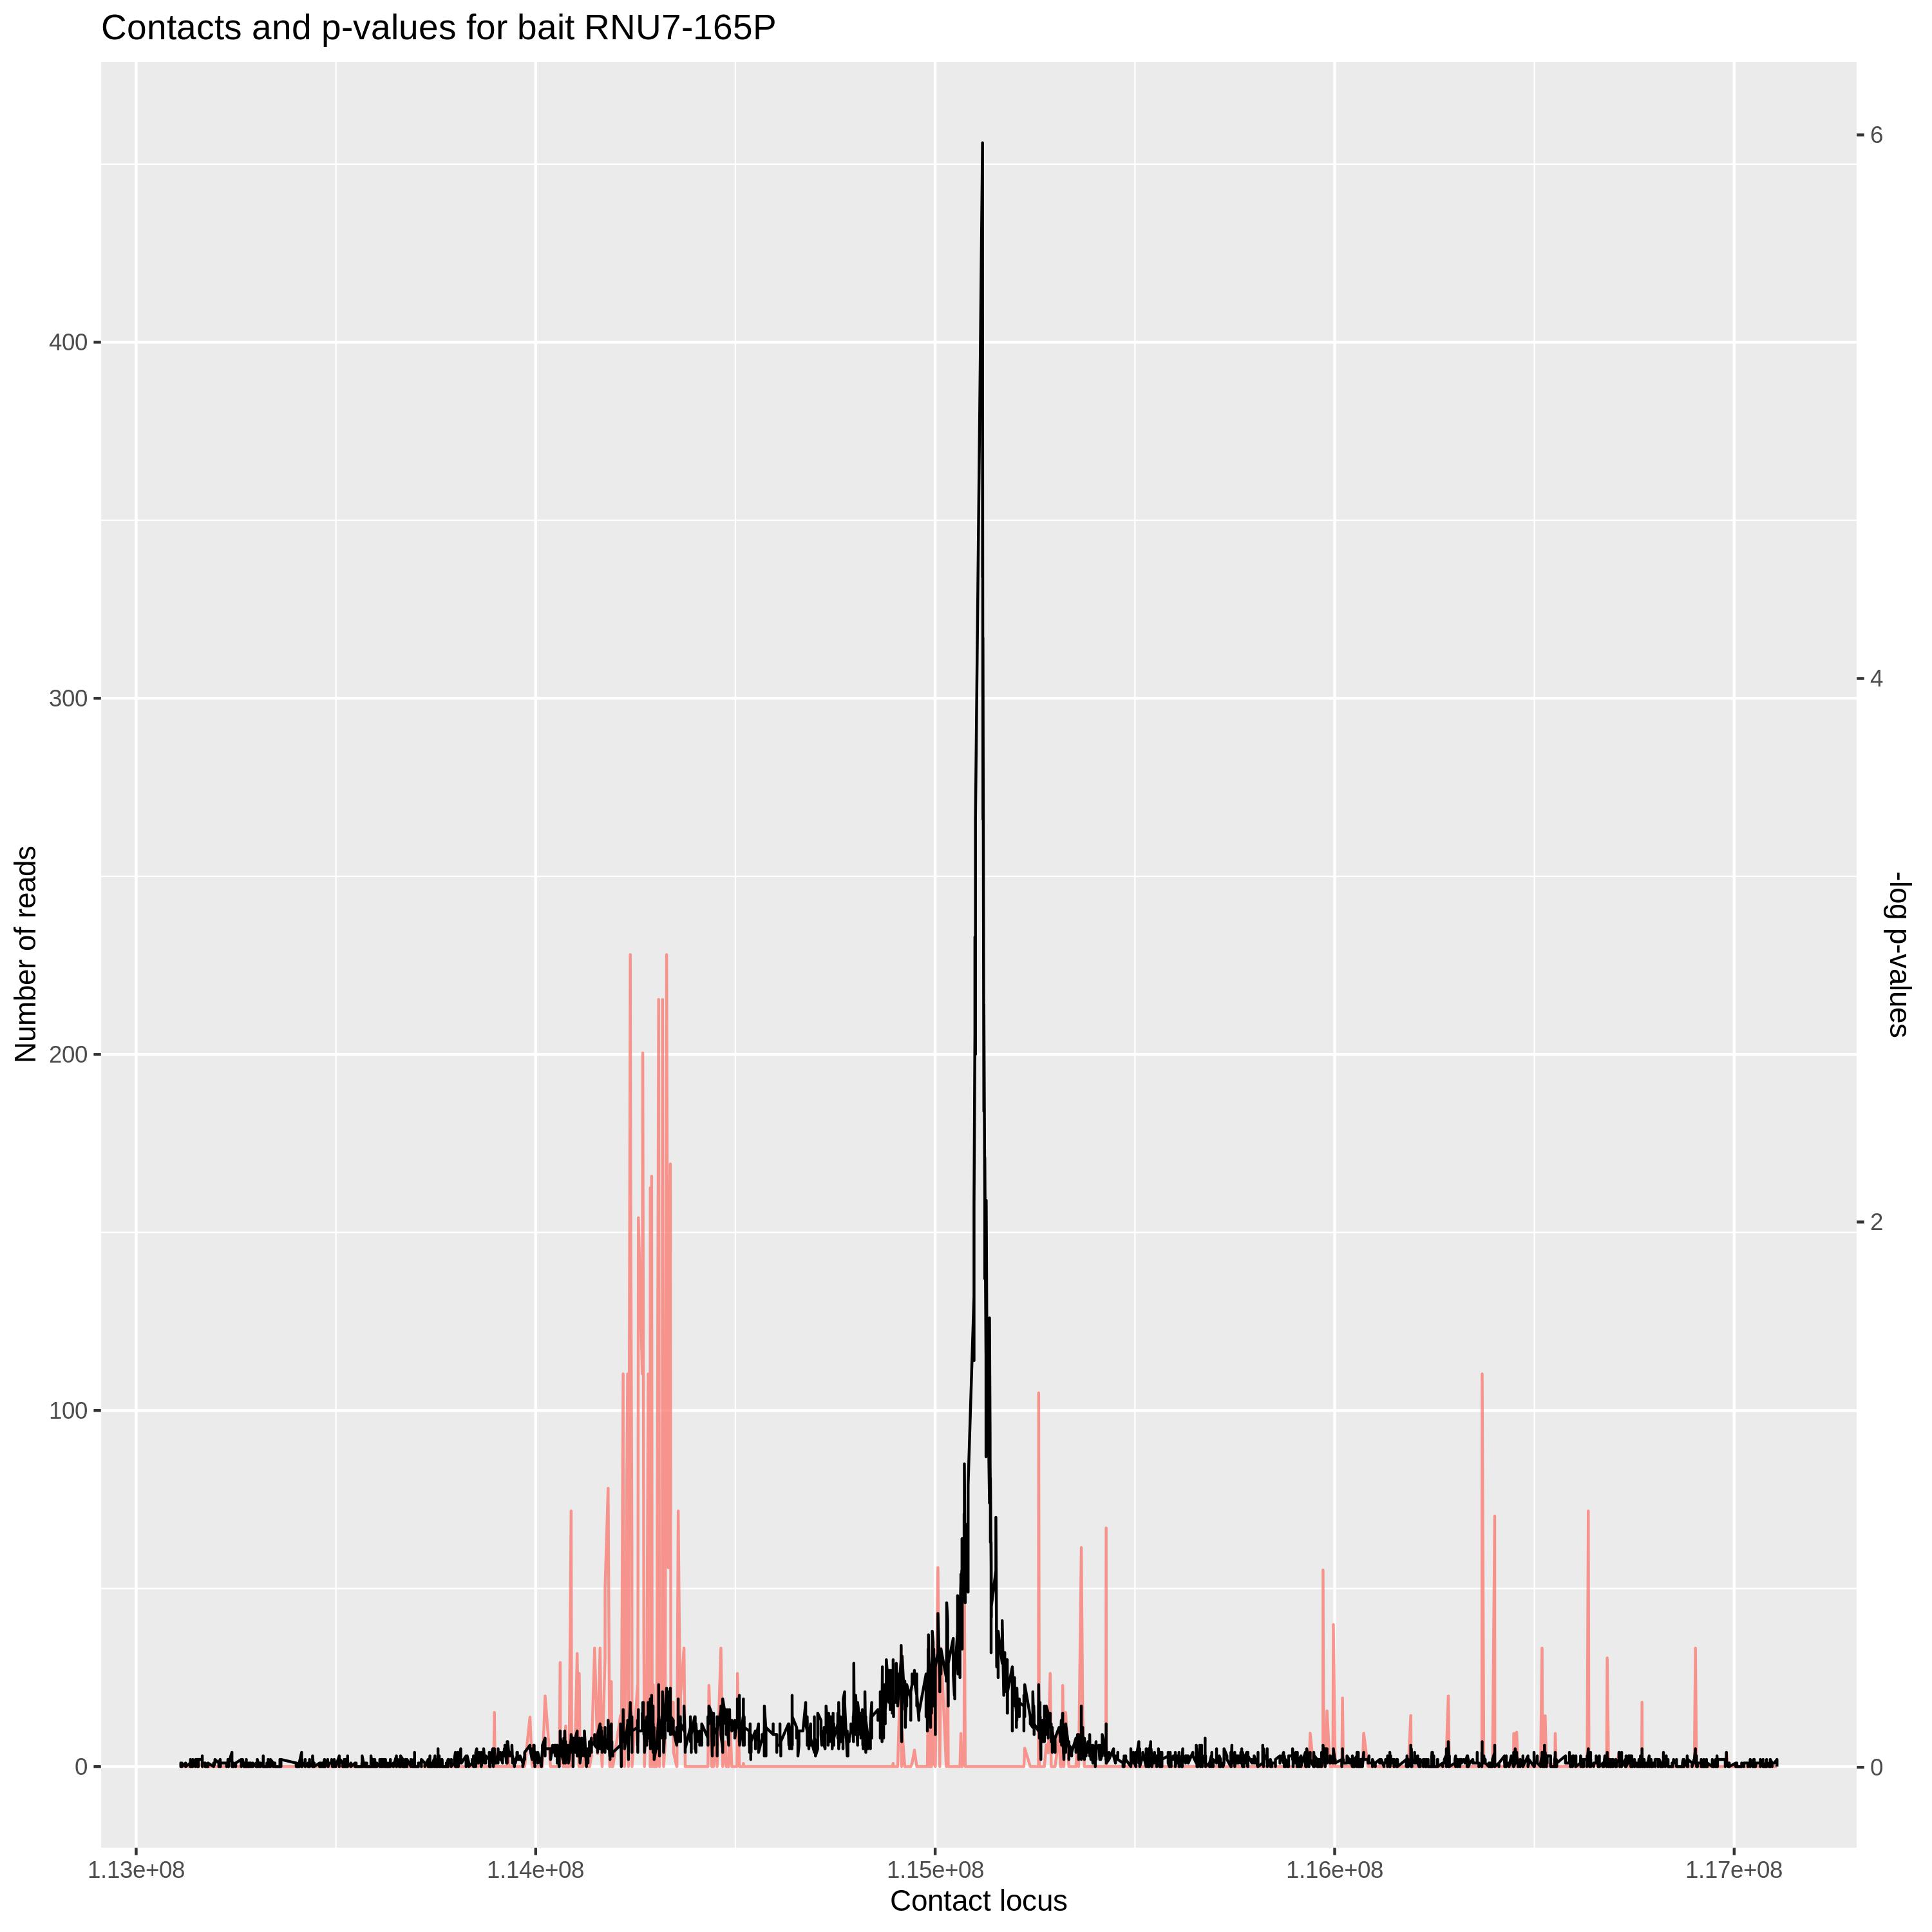 Contacts and p-values for bait RNU7-165P
Number of reads
400
300
200
100
0
6
4
2
0
-log p-values
1.13e+08 1.14e+08 1.15e+08 1.16e+08 1.17e+08
Contact locus